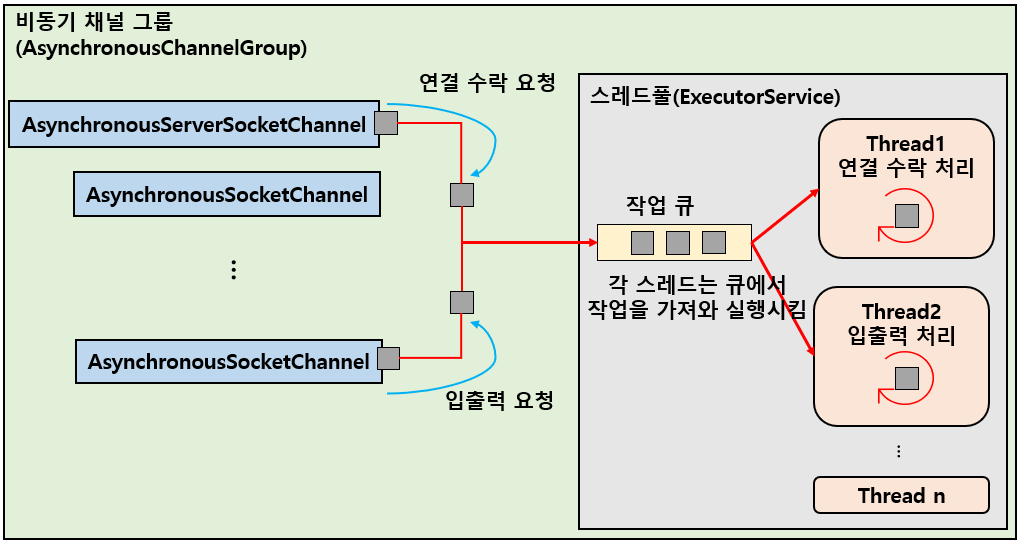 비동기 채널 그룹
(AsynchronousChannelGroup)
연결 수락 요청
AsynchronousServerSocketChannel
AsynchronousSocketChannel
⋮
AsynchronousSocketChannel
입출력 요청
스레드풀(ExecutorService)
작업 큐
각 스레드는 큐에서
작업을 가져와 실행시킴
Thread1
연결 수락 처리
Thread2
입출력 처리
⋮
Thread n